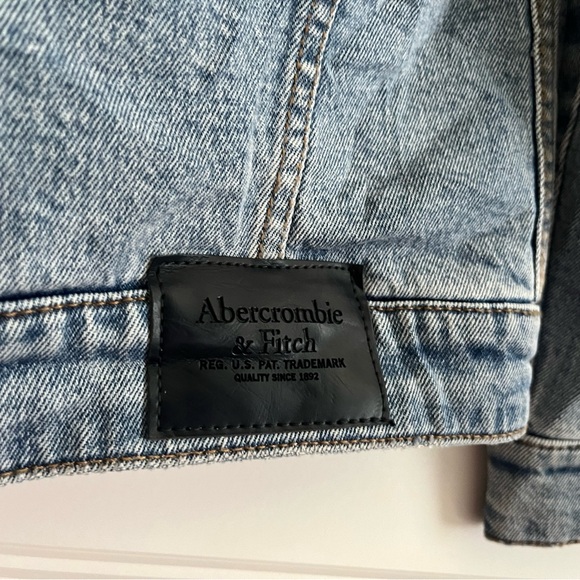 Abercrombie
& Fitch
REG. U.S. PAT. TRADEMARK
QUALITY SINCE 1892